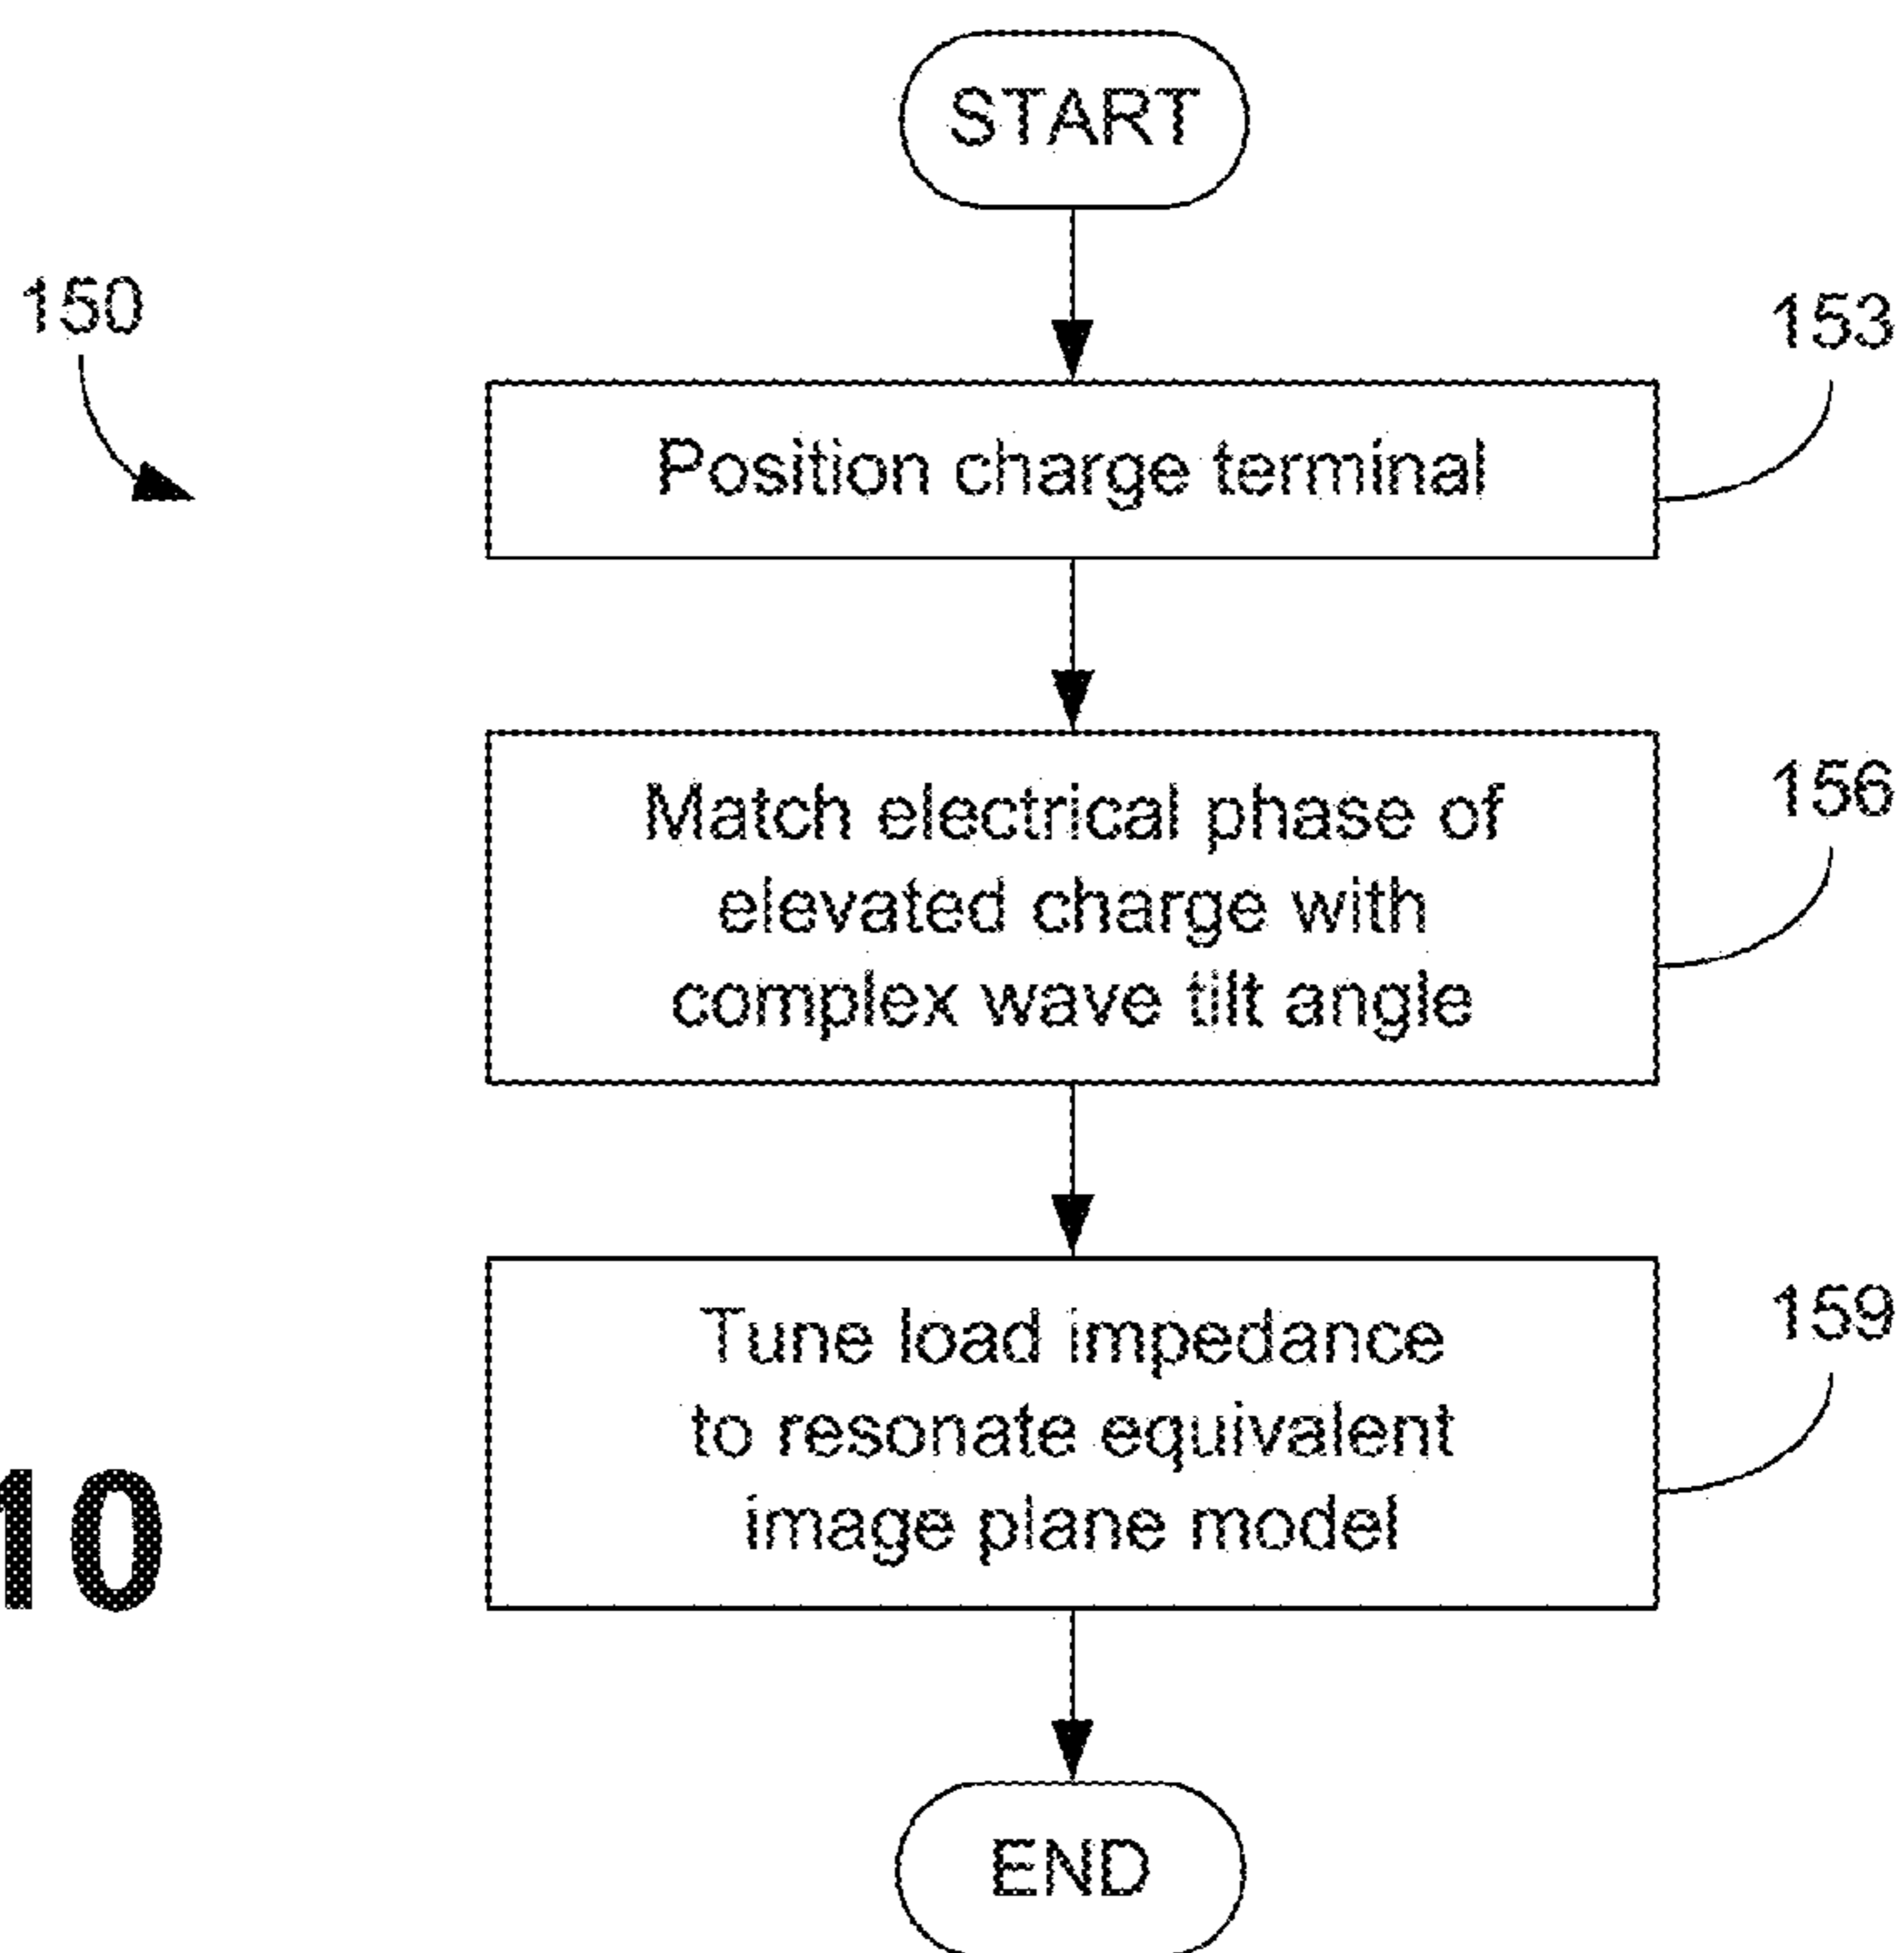 START
150
153
Position charge terminal
156
Match electrical phase of
elevated charge with
complex wave tilt angle
159
Tune load impedance
to resonate equivalent
image plane model
10
END